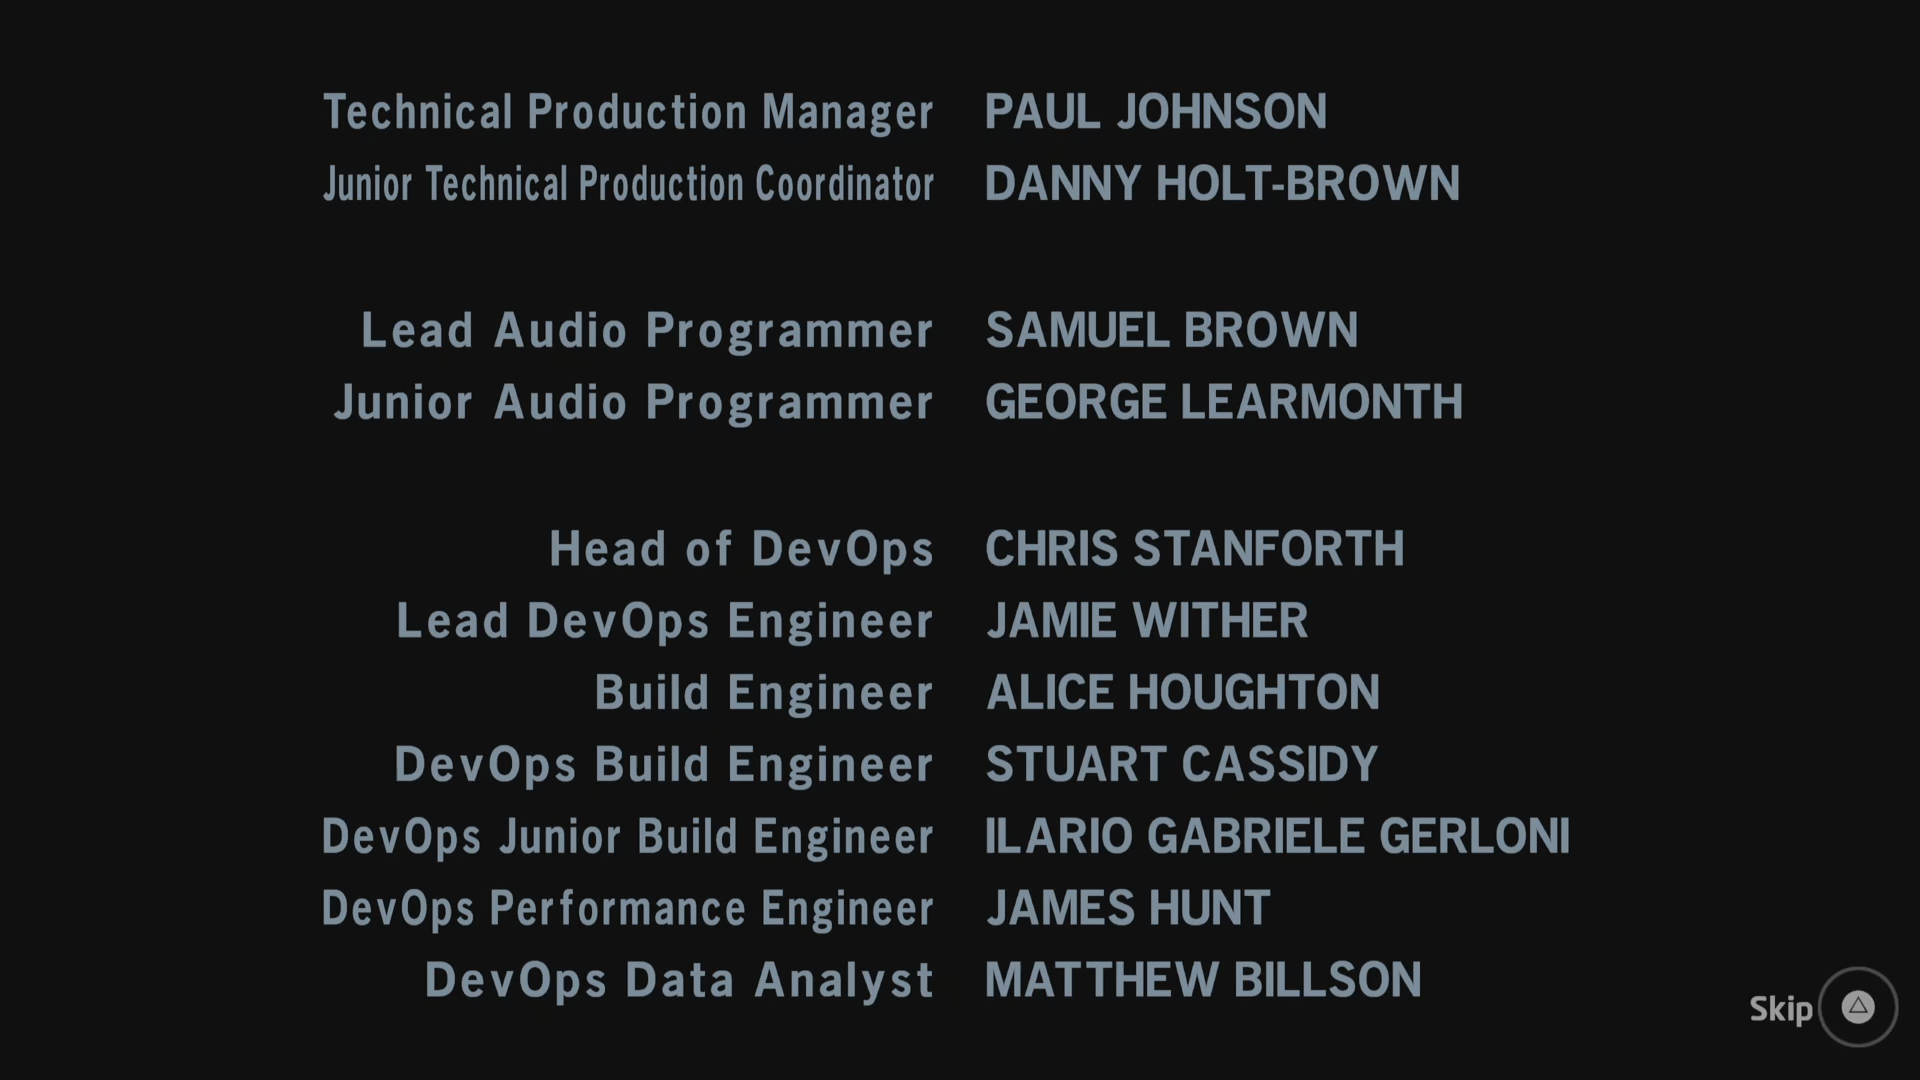 Technical Production Manager PAUL JOHNSON
Junior Technical Production Coordinator DANNY HOLT-BROWN
Lead Audio Programmer SAMUEL BROWN
Junior Audio Programmer GEORGE LEARMONTH
Head of DevOps CHRIS STANFORTH
Lead DevOps Engineer JAMIE WITHER
Build Engineer ALICE HOUGHTON
DevOps Build Engineer STUART CASSIDY
DevOps Junior Build Engineer ILARIO GABRIELE GERLONI
DevOps Performance Engineer JAMES HUNT
DevOps Data Analyst MATTHEW BILLSON
Skip